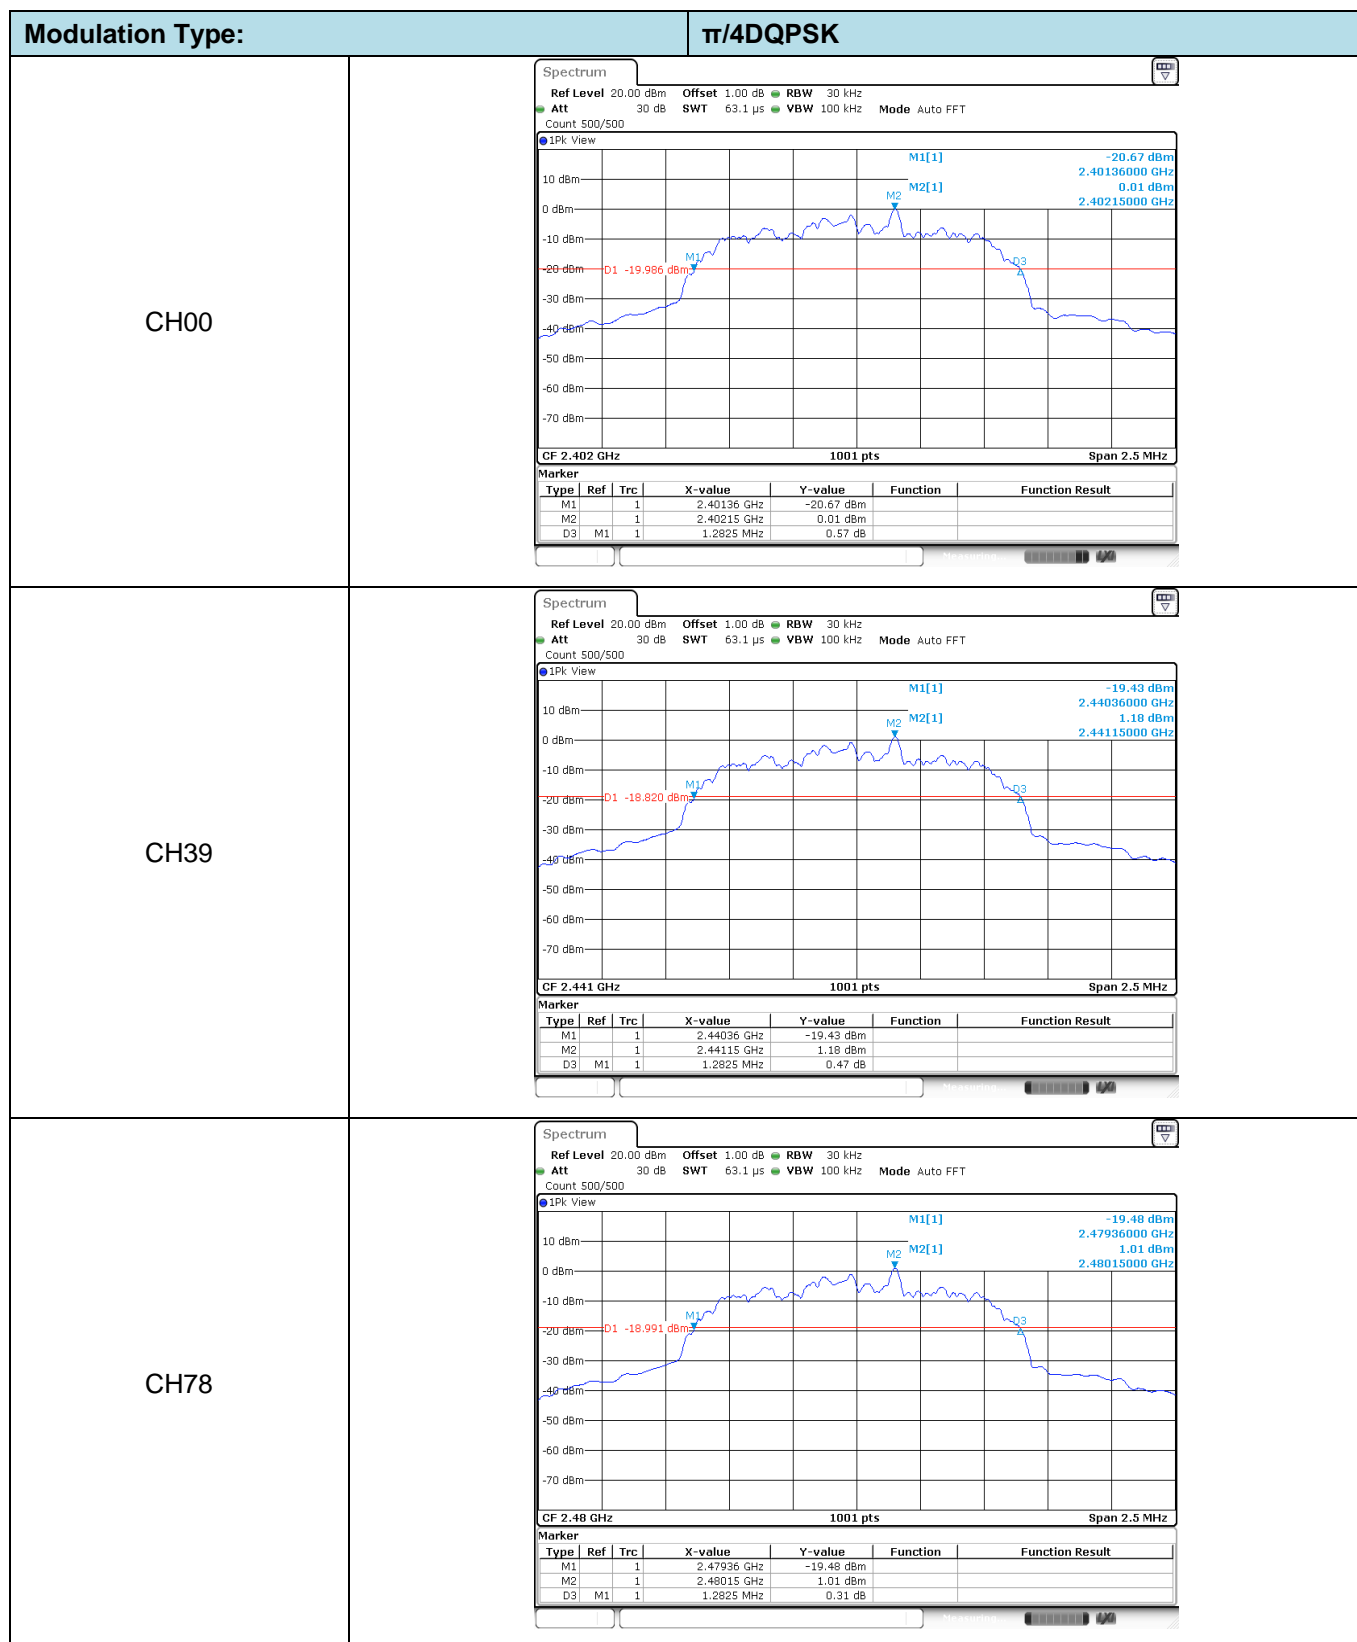 Modulation Type: π/4DQPSK
CH00
Spectrum
Ref Level 20.00 dBm Offset 1.00 dB RBW 30 kHz
Att 30 dB SWT 63.1 µs VBW 100 kHz Mode Auto FFT
Count 500/500
1Pk View
M1[1] -20.67 dBm
2.40136000 GHz
M2[1] 0.01 dBm
2.40215000 GHz
10 dBm
M2
0 dBm
-10 dBm
M1
D3
-20 dBm D1 -19.986 dBm
-30 dBm
-40 dBm
-50 dBm
-60 dBm
-70 dBm
CF 2.402 GHz 1001 pts Span 2.5 MHz
Marker
Type Ref Trc X-value Y-value Function Function Result
M1 1 2.40136 GHz -20.67 dBm
M2 1 2.40215 GHz 0.01 dBm
D3 M1 1 1.2825 MHz 0.57 dB
Measuring...
CH39
Spectrum
Ref Level 20.00 dBm Offset 1.00 dB RBW 30 kHz
Att 30 dB SWT 63.1 µs VBW 100 kHz Mode Auto FFT
Count 500/500
1Pk View
M1[1] -19.43 dBm
2.44036000 GHz
M2[1] 1.18 dBm
2.44115000 GHz
10 dBm
M2
0 dBm
-10 dBm
M1
D3
-20 dBm D1 -18.820 dBm
-30 dBm
-40 dBm
-50 dBm
-60 dBm
-70 dBm
CF 2.441 GHz 1001 pts Span 2.5 MHz
Marker
Type Ref Trc X-value Y-value Function Function Result
M1 1 2.44036 GHz -19.43 dBm
M2 1 2.44115 GHz 1.18 dBm
D3 M1 1 1.2825 MHz 0.47 dB
Measuring...
CH78
Spectrum
Ref Level 20.00 dBm Offset 1.00 dB RBW 30 kHz
Att 30 dB SWT 63.1 µs VBW 100 kHz Mode Auto FFT
Count 500/500
1Pk View
M1[1] -19.48 dBm
2.47936000 GHz
M2[1] 1.01 dBm
2.48015000 GHz
10 dBm
M2
0 dBm
-10 dBm
M1
D3
-20 dBm D1 -18.991 dBm
-30 dBm
-40 dBm
-50 dBm
-60 dBm
-70 dBm
CF 2.48 GHz 1001 pts Span 2.5 MHz
Marker
Type Ref Trc X-value Y-value Function Function Result
M1 1 2.47936 GHz -19.48 dBm
M2 1 2.48015 GHz 1.01 dBm
D3 M1 1 1.2825 MHz 0.31 dB
Measuring...